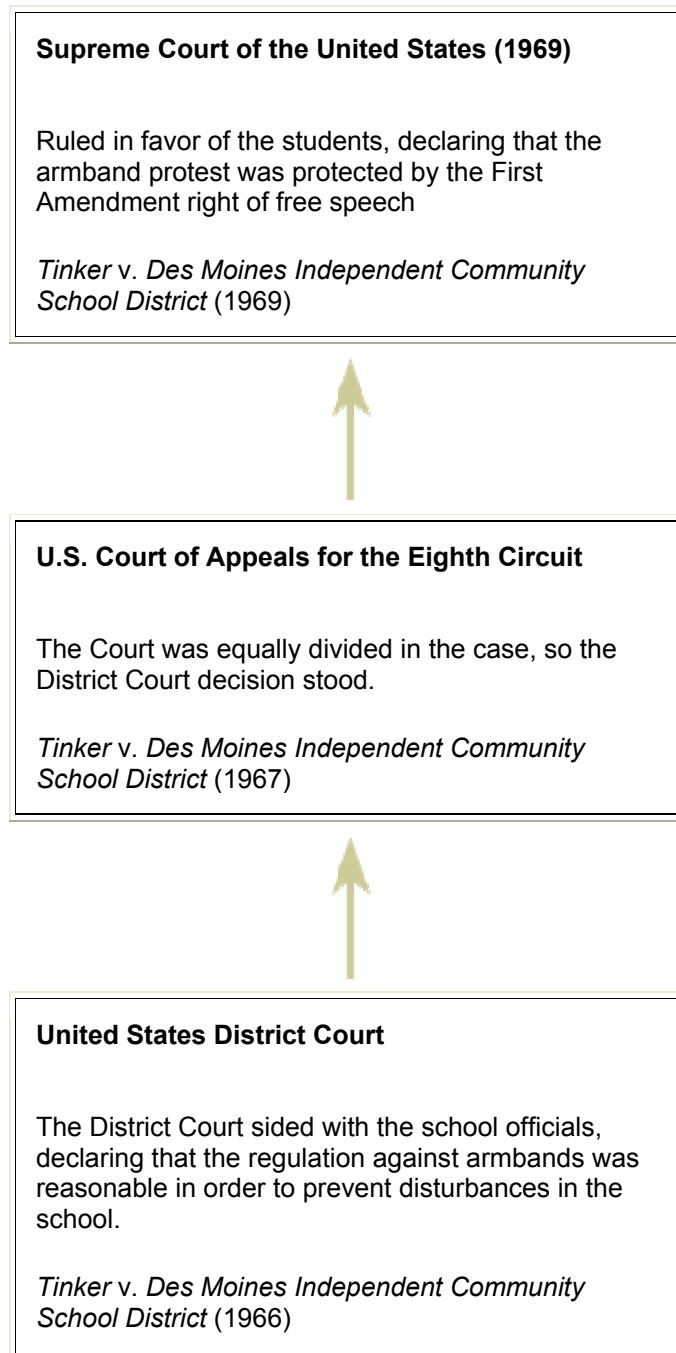 Supreme Court of the United States (1969)
Ruled in favor of the students, declaring that the
armband protest was protected by the First
Amendment right of free speech
Tinker v. Des Moines Independent Community
School District (1969)
U.S. Court of Appeals for the Eighth Circuit
The Court was equally divided in the case, so the
District Court decision stood.
Tinker v. Des Moines Independent Community
School District (1967)
United States District Court
The District Court sided with the school officials,
declaring that the regulation against armbands was
reasonable in order to prevent disturbances in the
school.
Tinker v. Des Moines Independent Community
School District (1966)